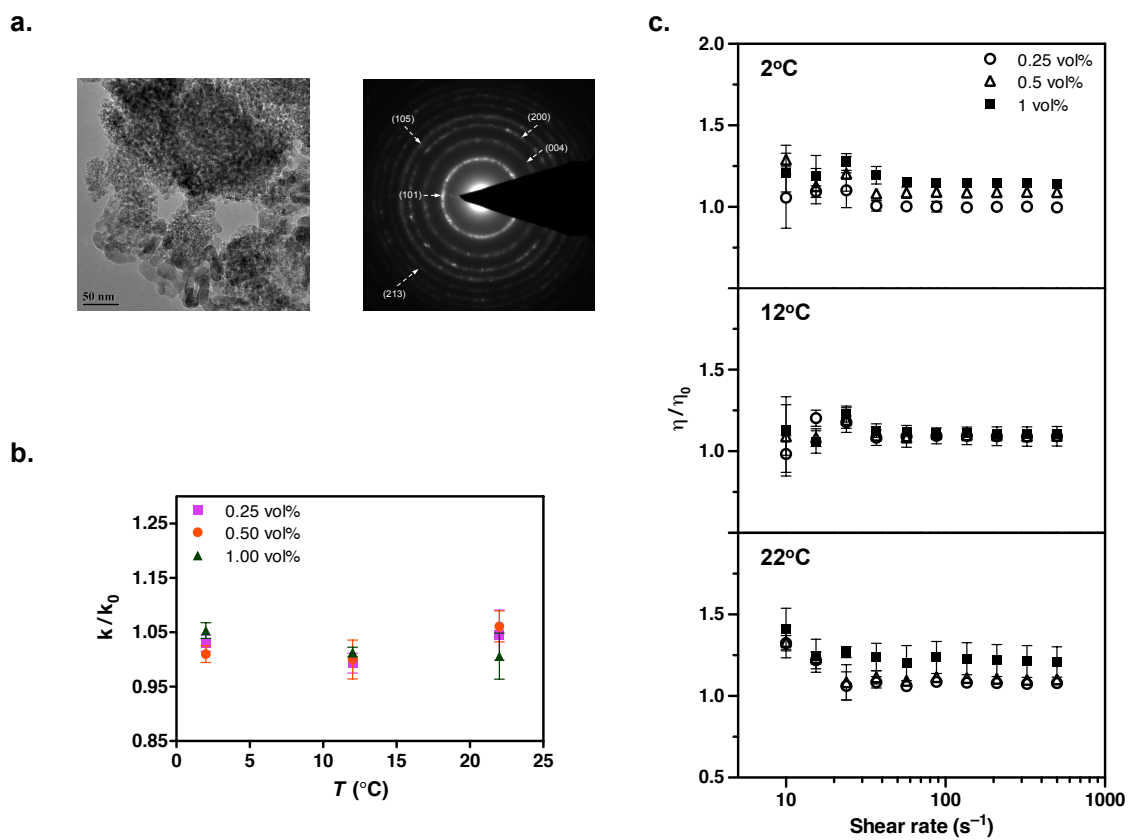 a.
50 nm
(105)
(200)
(004)
(101)
(213)
b.
0.25 vol%
0.50 vol%
1.00 vol%
1.25
1.15
1.05
0.95
0.85
k/k0
0
5
10
15
20
25
T (°C)
c.
2°C
0.25 vol%
0.5 vol%
1 vol%
2.0
1.5
1.0
12°C
1.5
1.0
η/η0
22°C
1.5
1.0
0.5
10
100
1000
Shear rate (s⁻¹)